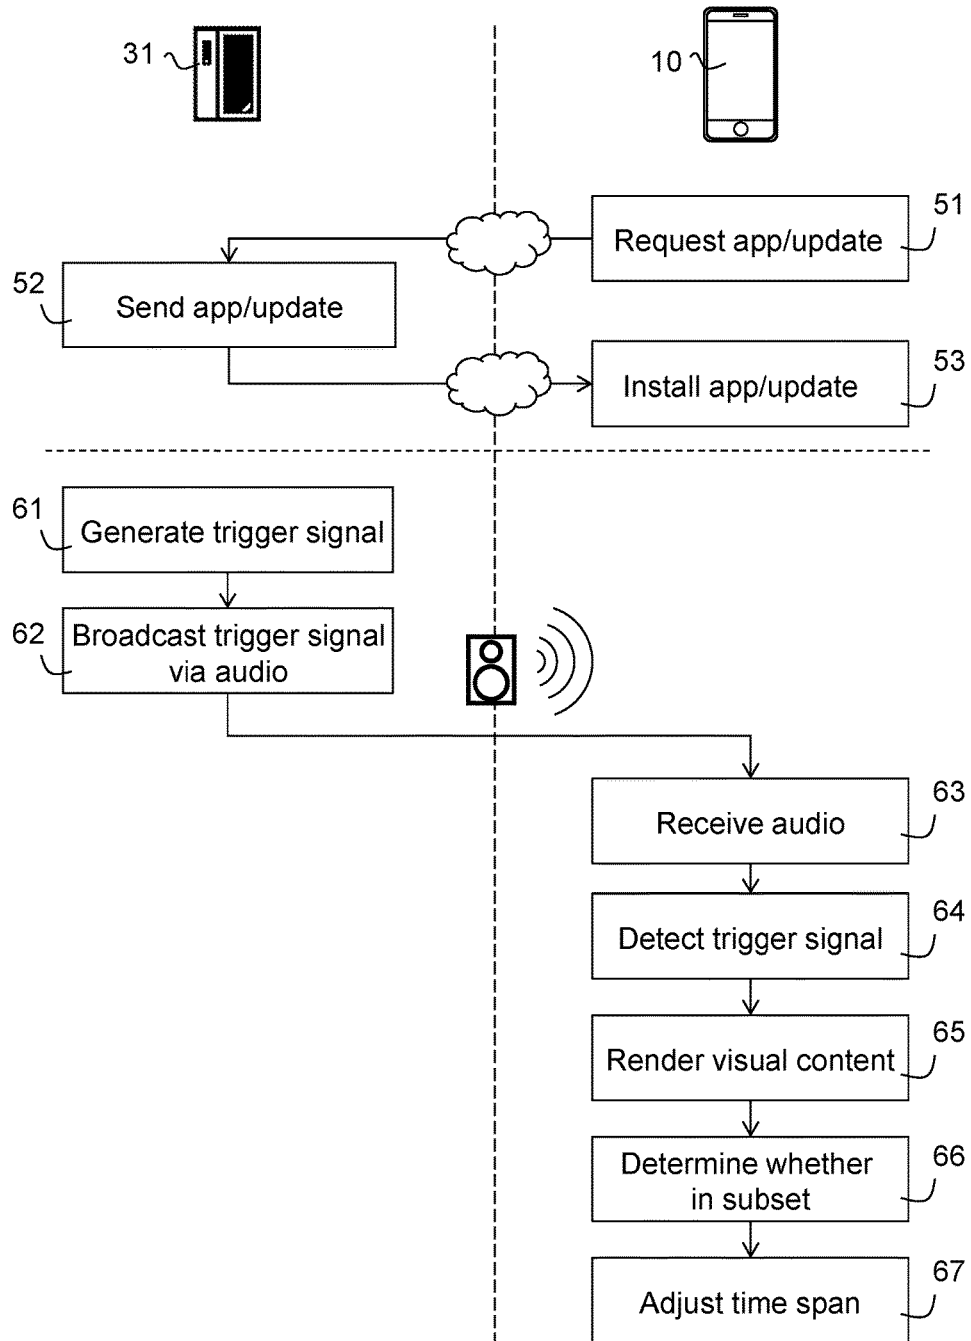 31
10
51
Request app/update
52
Send app/update
53
Install app/update
61
Generate trigger signal
62
Broadcast trigger signal
via audio
63
Receive audio
64
Detect trigger signal
65
Render visual content
66
Determine whether
in subset
67
Adjust time span